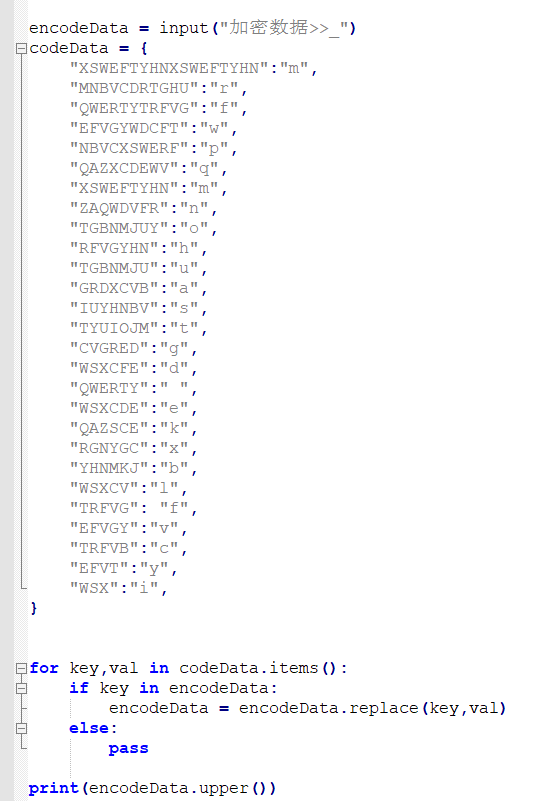 encodeData = input("加密数据>>_")
codeData = {
    "XSWEFTYHNXSWEFTYHN":"m",
    "MNBVCDRTGHU":"r",
    "QWERTYTRFVG":"f",
    "EFVGYWDCFT":"w",
    "NBVCXSWERF":"p",
    "QAZXCDEWV":"q",
    "XSWEFTYHN":"m",
    "ZAQWDVFR":"n",
    "TGBNMJUY":"o",
    "RFVGYHN":"h",
    "TGBNMJU":"u",
    "GRDXCVB":"a",
    "IUYHNBV":"s",
    "TYUIOJM":"t",
    "CVGRED":"g",
    "WSXCFE":"d",
    "QWERTY":" ",
    "WSXCDE":"e",
    "QAZSCE":"k",
    "RGNYGC":"x",
    "YHNMKJ":"b",
    "WSXCV":"l",
    "TRFVG": "f",
    "EFVGY":"v",
    "TRFVB":"c",
    "EFVT":"y",
    "WSX":"i",
}
for key,val in codeData.items():
    if key in encodeData:
        encodeData = encodeData.replace(key,val)
    else:
        pass
print(encodeData.upper())